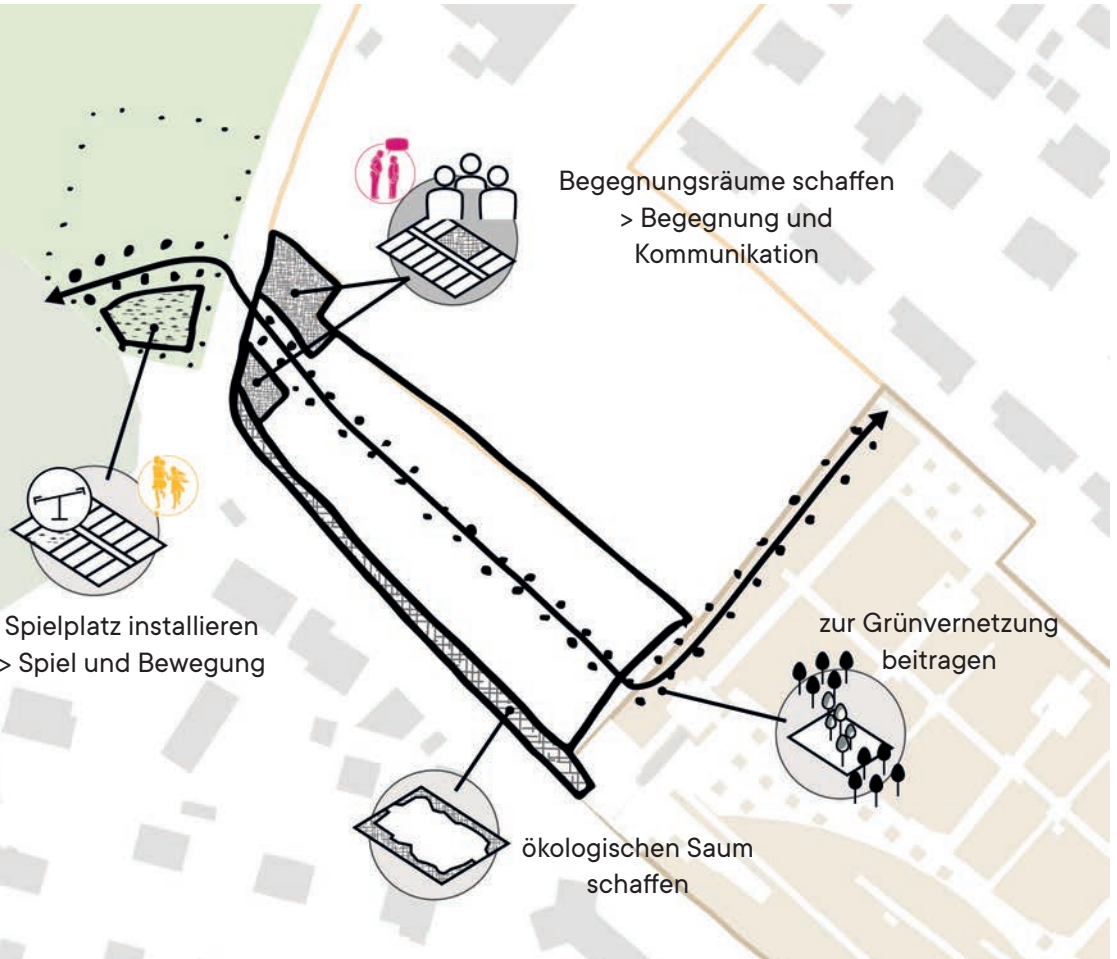 Begegnungsräume schaffen
> Begegnung und
Kommunikation
Spielplatz installieren
> Spiel und Bewegung
zur Grünvernetzung
beitragen
ökologischen Saum
schaffen